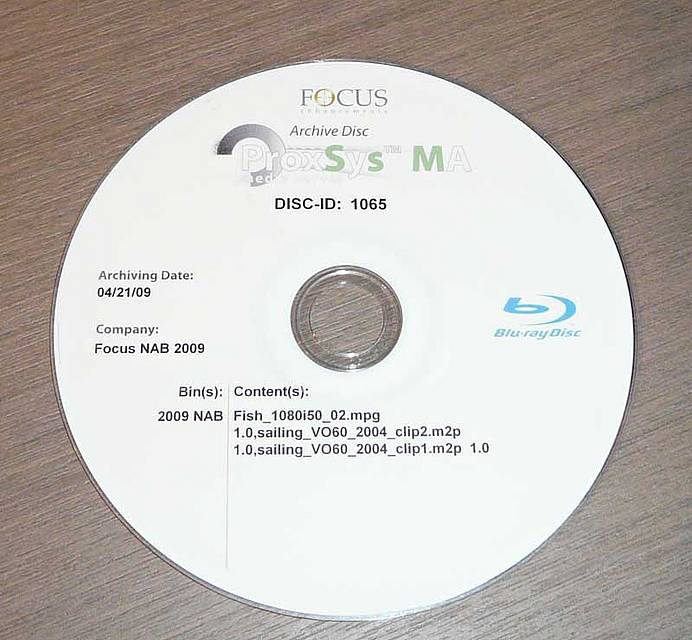 FOCUS
enhancements
Archive Disc
ProxSys™ MA
DISC-ID: 1065
Archiving Date:
04/21/09
Company:
Focus NAB 2009
Blu-ray Disc
Bin(s): Content(s):
2009 NAB Fish_1080i50_02.mpg
1.0,sailing_VO60_2004_clip2.m2p
1.0,sailing_VO60_2004_clip1.m2p 1.0